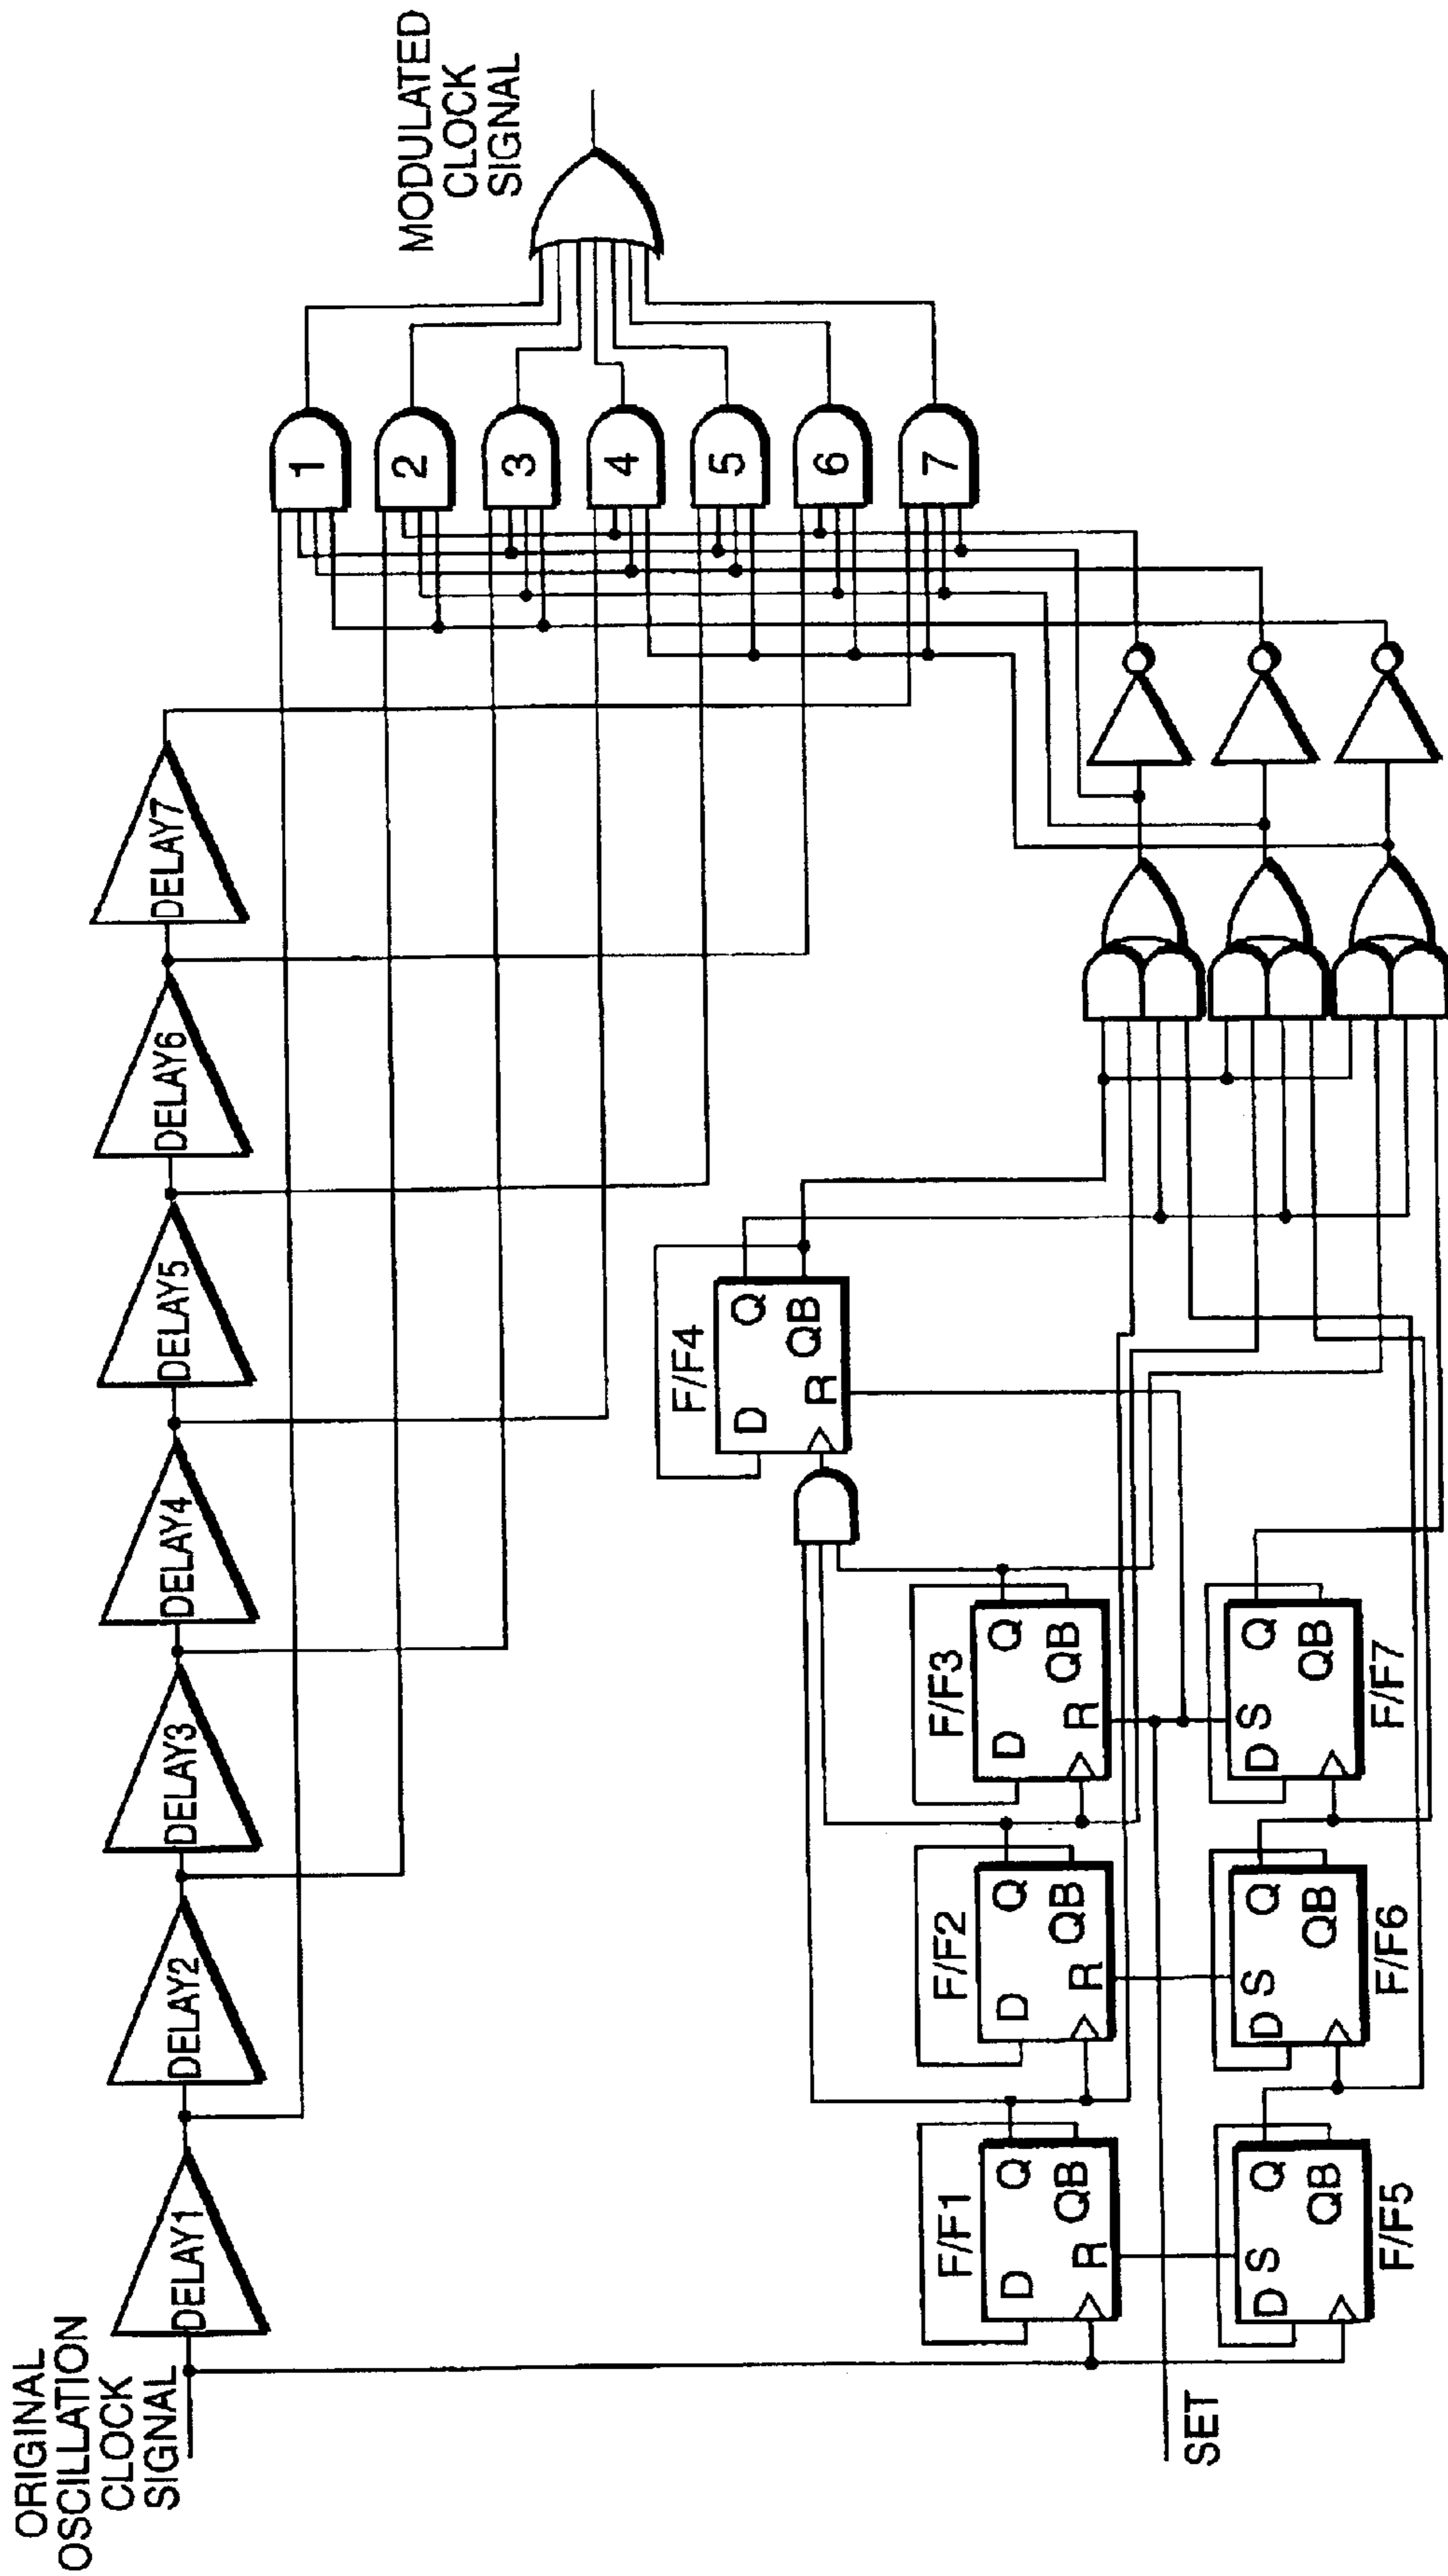 ORIGINAL
OSCILLATION
CLOCK
SIGNAL
DELAY1
DELAY2
DELAY3
DELAY4
DELAY5
DELAY6
DELAY7
1
2
3
4
5
6
7
MODULATED
CLOCK
SIGNAL
F/F4
D
Q
R
QB
F/F1
D
Q
R
QB
F/F2
D
Q
R
QB
F/F3
D
Q
R
QB
SET
D
S
Q
QB
F/F5
D
S
Q
QB
F/F6
D
S
Q
QB
F/F7